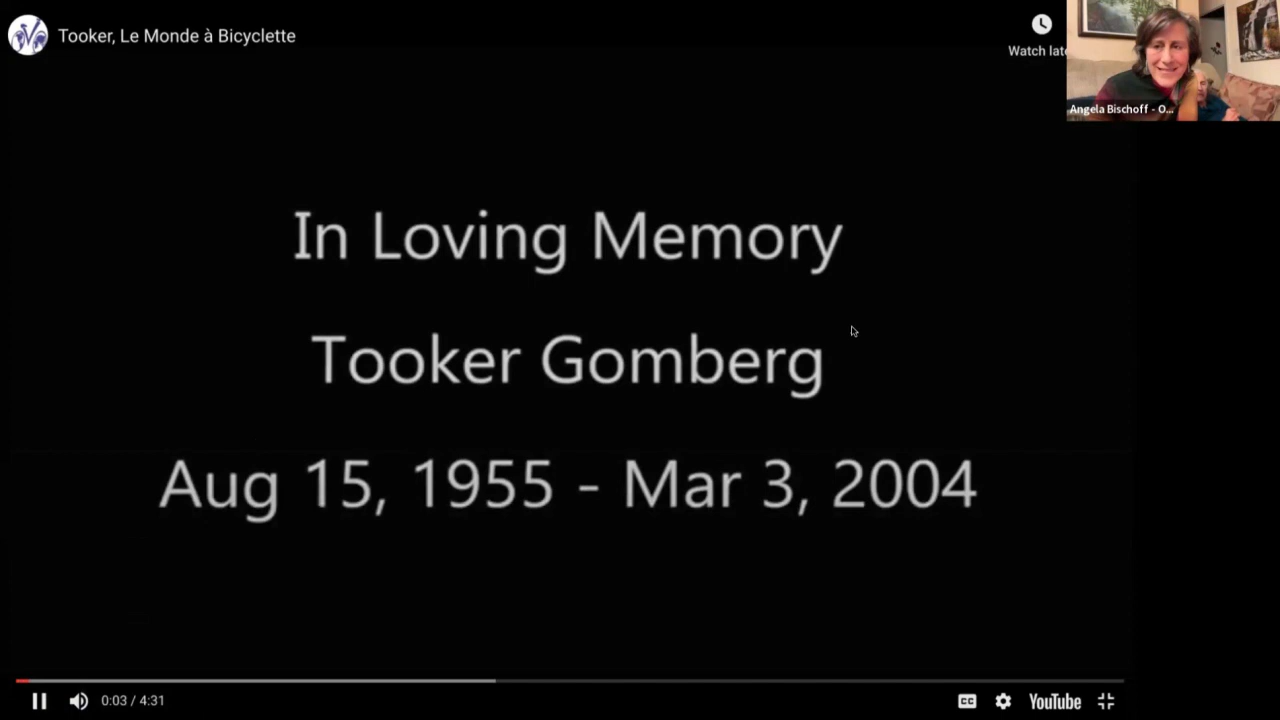 Tooker, Le Monde à Bicyclette
Watch late
Angela Bischoff - O...
In Loving Memory
Tooker Gomberg
Aug 15, 1955 - Mar 3, 2004
0:03 / 4:31
CC
YouTube